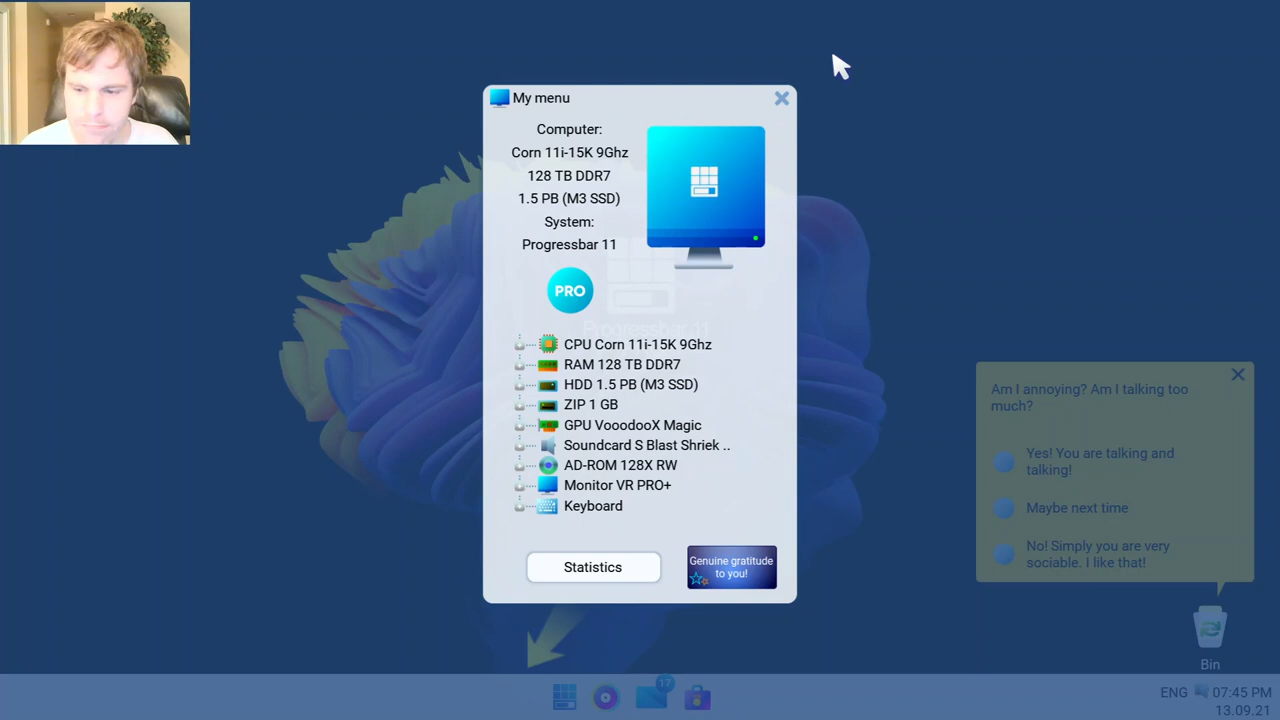 My menu
Computer:
Corn 11i-15K 9Ghz
128 TB DDR7
1.5 PB (M3 SSD)
System:
Progressbar 11
PRO
Progressbar 11
CPU Corn 11i-15K 9Ghz
RAM 128 TB DDR7
HDD 1.5 PB (M3 SSD)
ZIP 1 GB
GPU VooodooX Magic
Soundcard S Blast Shriek ..
AD-ROM 128X RW
Monitor VR PRO+
Keyboard
Statistics
Genuine gratitude
to you!
Am I annoying? Am I talking too
much?
Yes! You are talking and
talking!
Maybe next time
No! Simply you are very
sociable. I like that!
Bin
17
ENG 07:45 PM
13.09.21